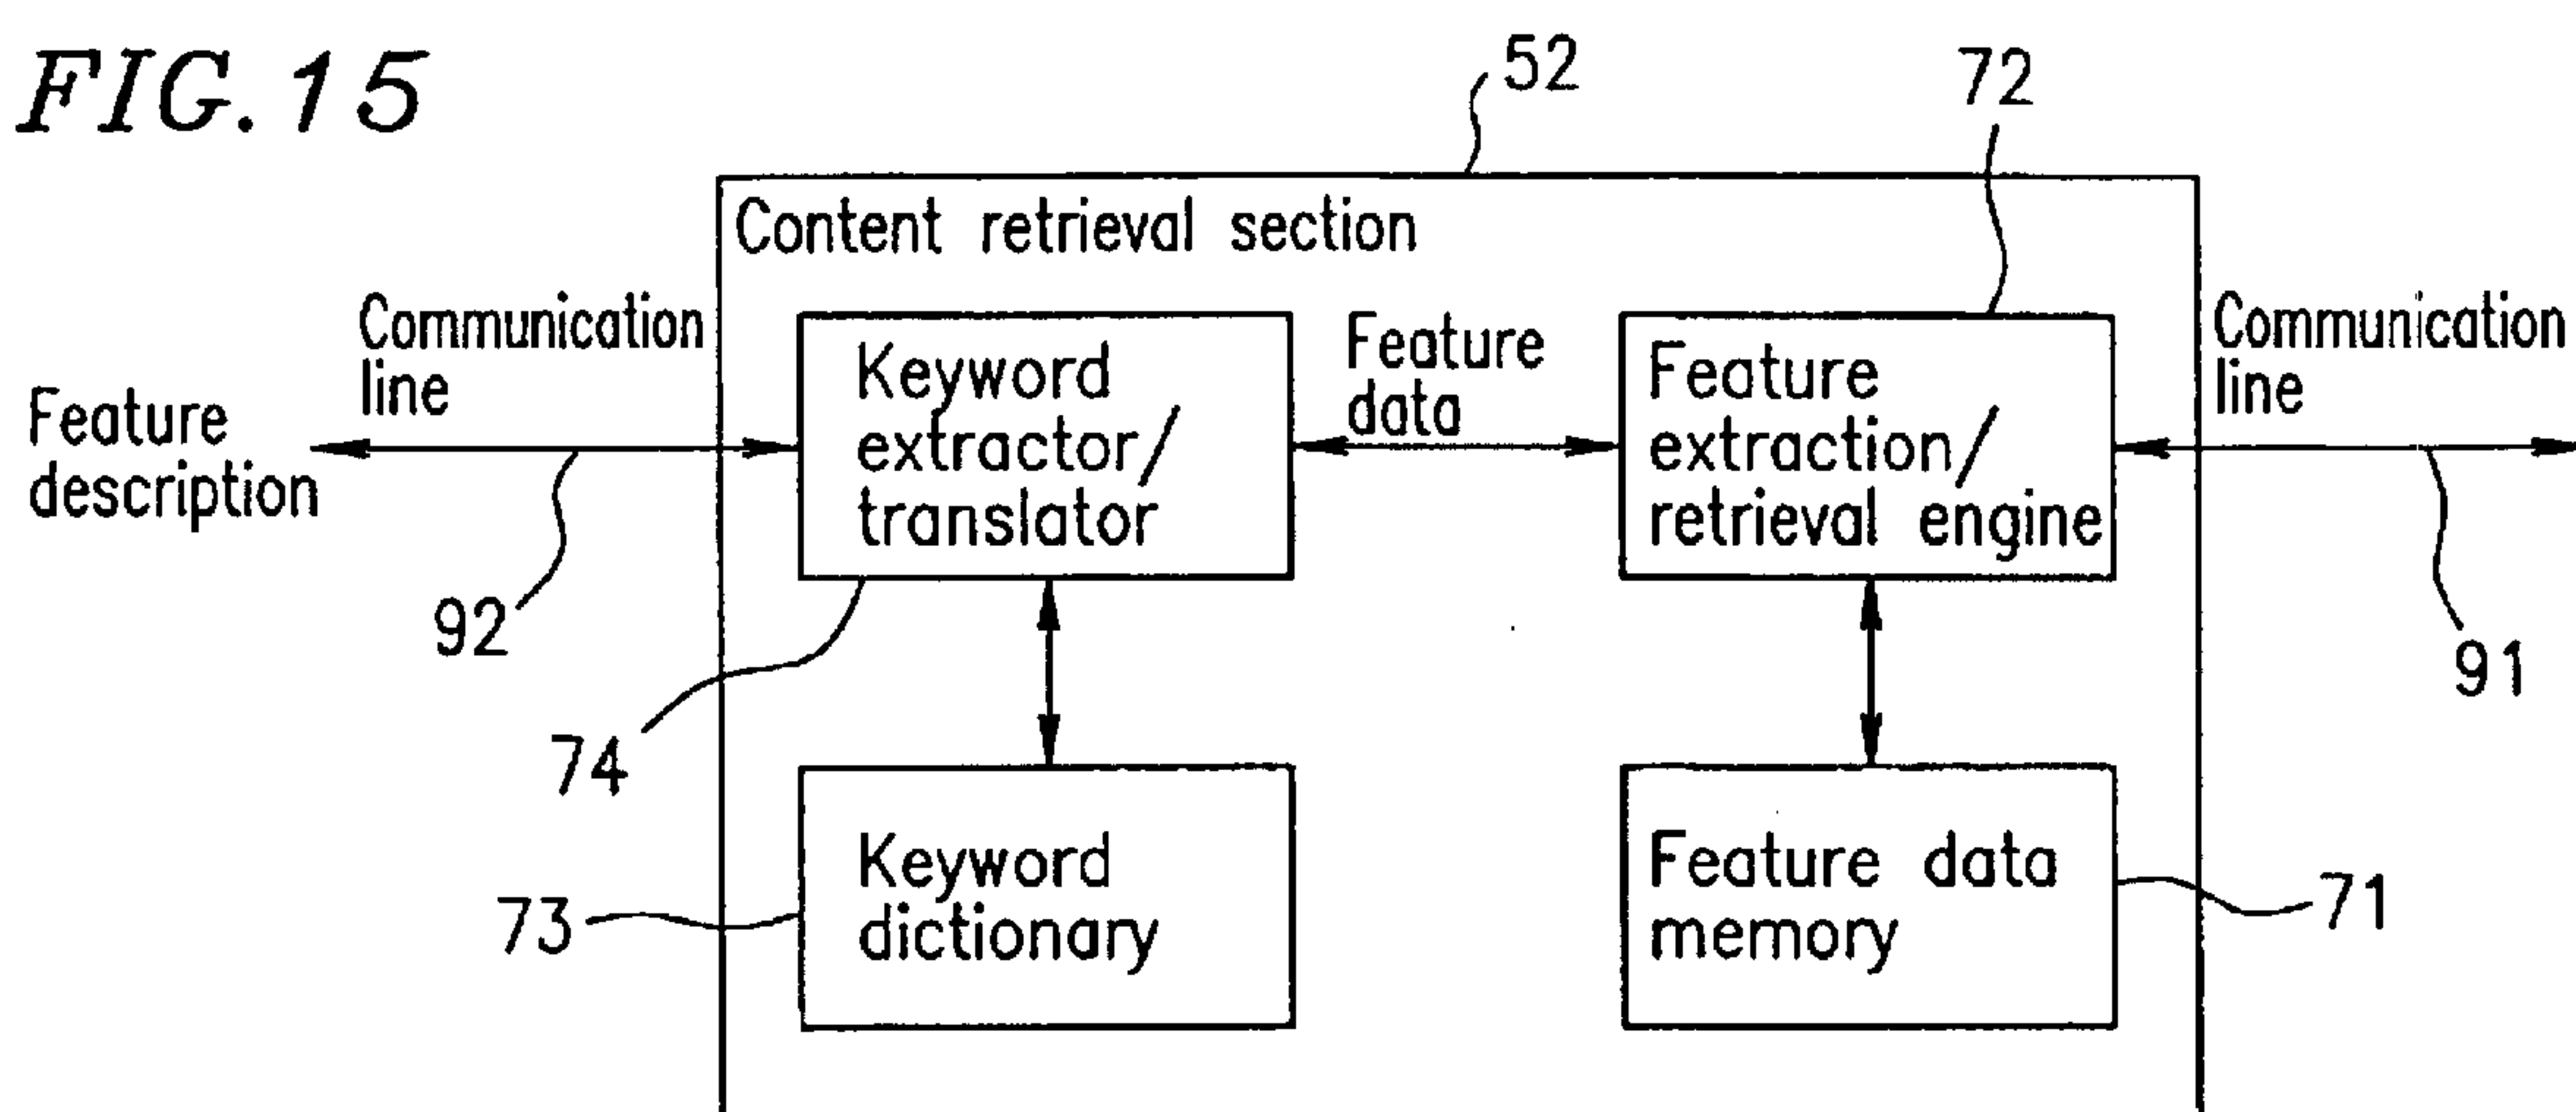 FIG.15
52
72
Content retrieval section
Communication
line
Feature
description
92
Keyword
extractor/
translator
74
Feature
data
Feature
extraction/
retrieval engine
Communication
line
91
Keyword
dictionary
73
Feature data
memory
71